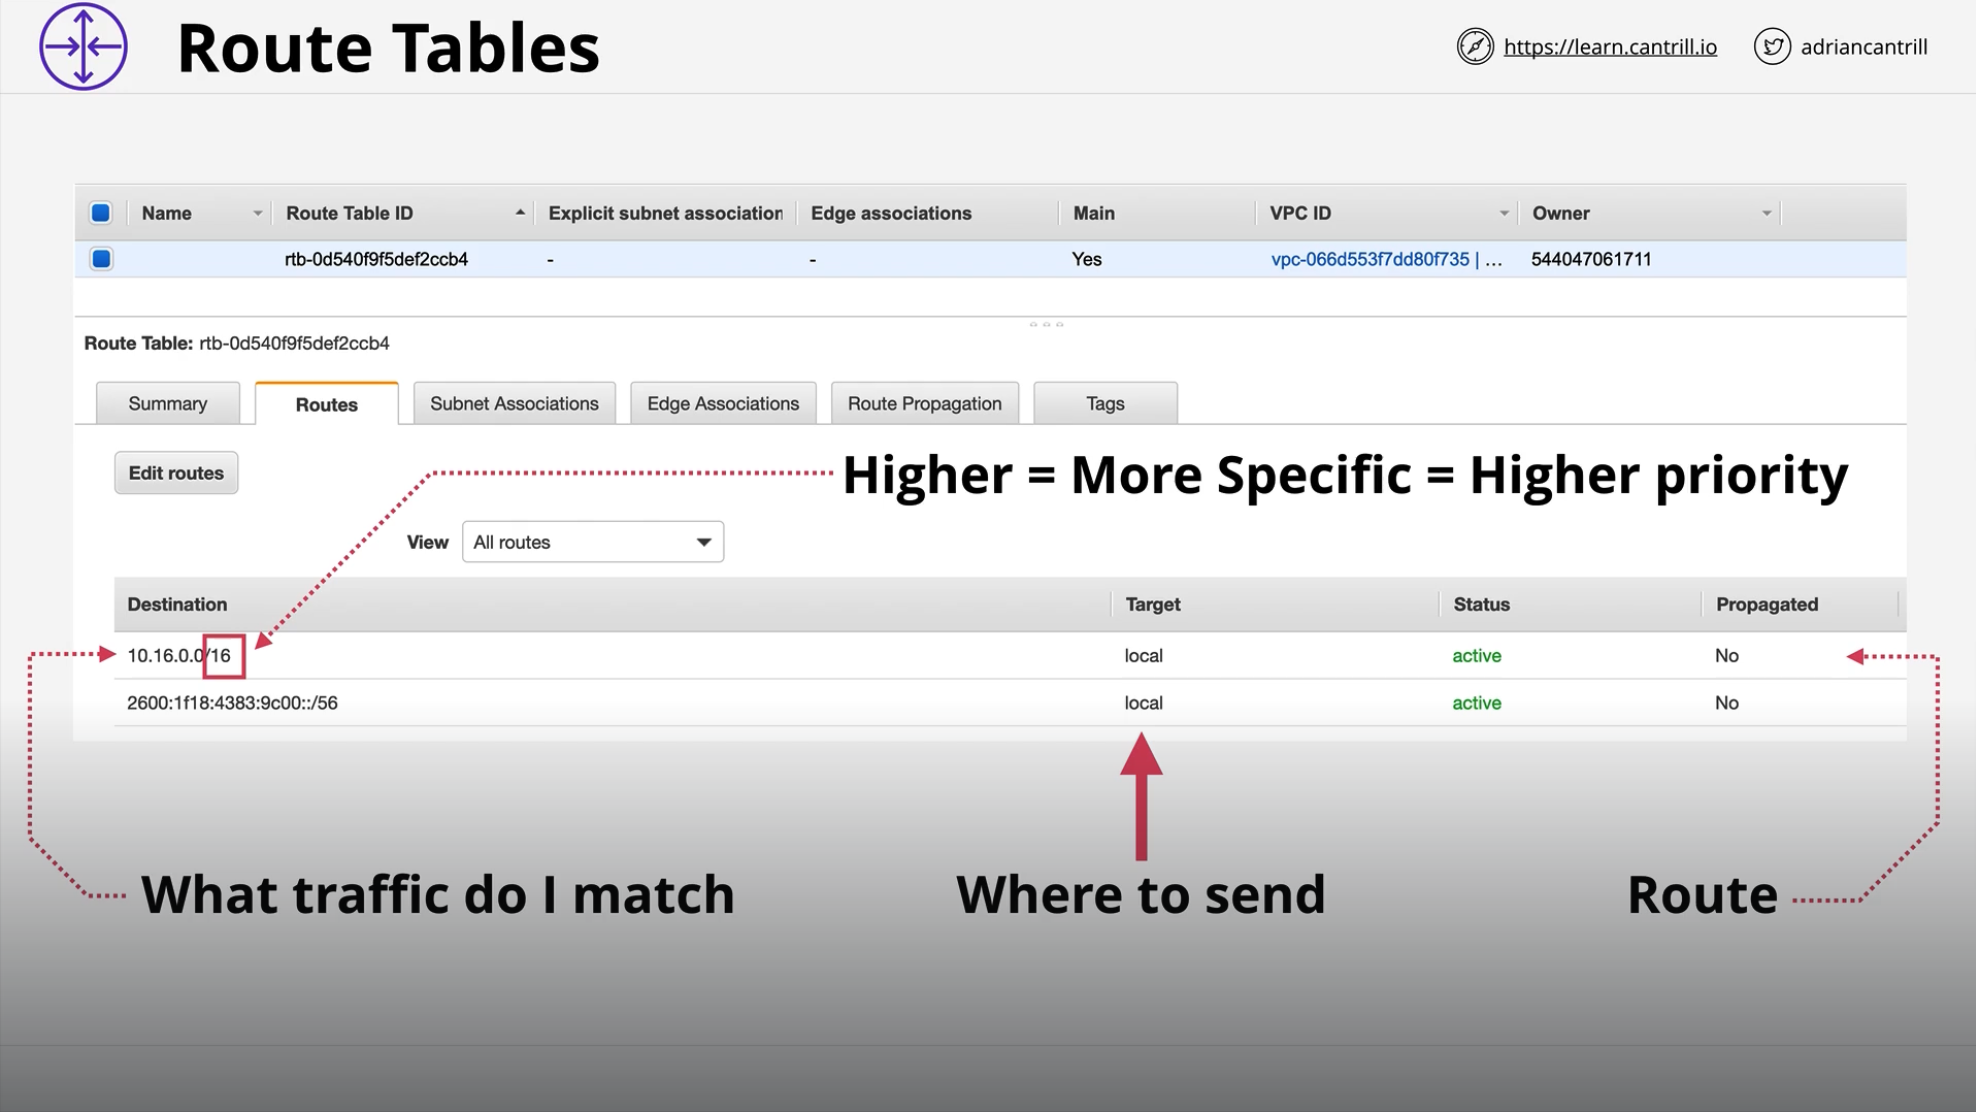 Route Tables
https://learn.cantrill.io
adriancantrill
Name Route Table ID Explicit subnet association Edge associations Main VPC ID Owner
rtb-0d540f9f5def2ccb4 - - Yes vpc-066d553f7dd80f735 | ... 544047061711
Route Table: rtb-0d540f9f5def2ccb4
Summary Routes Subnet Associations Edge Associations Route Propagation Tags
Edit routes
Higher = More Specific = Higher priority
View All routes
Destination Target Status Propagated
10.16.0.0/16 local active No
2600:1f18:4383:9c00::/56 local active No
What traffic do I match
Where to send
Route